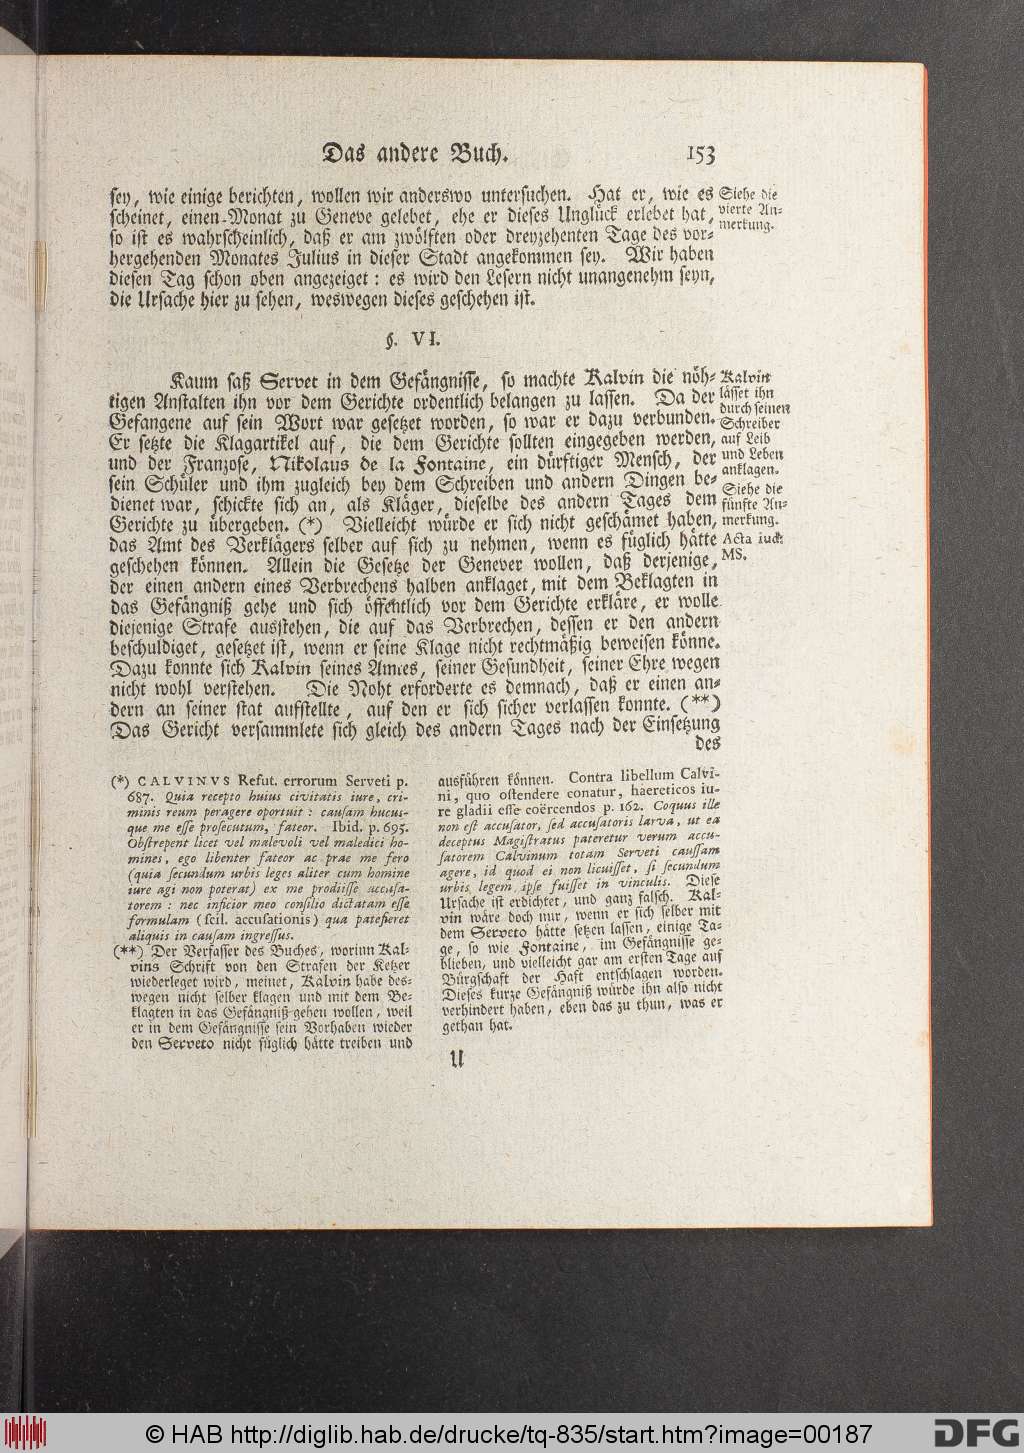 Das andere Buch. 153
sey, wie einige berichten, wollen wir anderswo untersuchen. Hat er, wie es
scheinet, einen Monat zu Geneve gelebet, ehe er dieses Unglück erlebet hat,
so ist es wahrscheinlich, daß er am zwölften oder dreyzehenten Tage des vor-
hergehenden Monates Julius in dieser Stadt angekommen sey. Wir haben
diesen Tag schon oben angezeiget: es wird den Lesern nicht unangenehm seyn,
die Ursache hier zu sehen, weswegen dieses geschehen ist.
Siehe die
vierte An-
merkung.
§. VI.
Kaum saß Servet in dem Gefängnisse, so machte Kalvin die nöh-
tigen Anstalten ihn vor dem Gerichte ordentlich belangen zu lassen. Da der
Gefangene auf sein Wort war gesetzet worden, so war er dazu verbunden.
Er setzte die Klagartikel auf, die dem Gerichte sollten eingegeben werden,
und der Franzose, Nikolaus de la Fontaine, ein dürftiger Mensch, der
sein Schüler und ihm zugleich bey dem Schreiben und andern Dingen be-
dienet war, schickte sich an, als Kläger, dieselbe des andern Tages dem
Gerichte zu übergeben. (*) Vielleicht würde er sich nicht geschämet haben,
das Amt des Verklägers selber auf sich zu nehmen, wenn es füglich hätte
geschehen können. Allein die Gesetze der Genever wollen, daß derjenige,
der einen andern eines Verbrechens halben anklaget, mit dem Beklagten in
das Gefängniß gehe und sich öffentlich vor dem Gerichte erkläre, er wolle
diejenige Strafe ausstehen, die auf das Verbrechen, dessen er den andern
beschuldiget, gesetzet ist, wenn er seine Klage nicht rechtmäßig beweisen könne.
Dazu konnte sich Kalvin seines Amtes, seiner Gesundheit, seiner Ehre wegen
nicht wohl verstehen. Die Noht erforderte es demnach, daß er einen an-
dern an seiner stat aufstellte, auf den er sich sicher verlassen konnte. (**)
Das Gericht versammlete sich gleich des andern Tages nach der Einsetzung
des
Kalvin
lässet ihn
durch seinen
Schreiber
auf Leib
und Leben
anklagen.
Siehe die
fünfte An-
merkung.
Acta iud.
MS.
(*) CALVINVS Refut. errorum Serveti p.
687. Quia recepto huius civitatis iure, cri-
minis reum peragere oportuit: causam hucus-
que me esse prosecutum, fateor. Ibid. p. 695.
Obstrepent licet vel malevoli vel maledici ho-
mines, ego libenter fateor ac prae me fero
(quia secundum urbis leges aliter cum homine
iure agi non poterat) ex me prodiisse accusa-
torem: nec inficior meo consilio dictatam esse
formulam (scil. accusationis) qua patefieret
aliquis in causam ingressus.
(**) Der Verfasser des Buches, worinn Kal-
vins Schrift von den Strafen der Ketzer
wiederleget wird, meinet, Kalvin habe des-
wegen nicht selber klagen und mit dem Be-
klagten in das Gefängniß gehen wollen, weil
er in dem Gefängnisse sein Vorhaben wieder
den Serveto nicht füglich hätte treiben und
ausführen können. Contra libellum Calvi-
ni, quo ostendere conatur, haereticos iu-
re gladii esse coërcendos p. 162. Coquus ille
non est accusator, sed accusatoris larva, ut ea
deceptus Magistratus pateretur verum accu-
satorem Calvinum totam Serveti caussam
agere, id quod ei non licuisset, si secundum
urbis legem ipse fuisset in vinculis. Diese
Ursache ist erdichtet, und ganz falsch. Kal-
vin wäre doch nur, wenn er sich selber mit
dem Serveto hätte setzen lassen, einige Ta-
ge, so wie Fontaine, im Gefängnisse ge-
blieben, und vielleicht gar am ersten Tage auf
Bürgschaft der Haft entschlagen worden.
Dieses kurze Gefängniß würde ihn also nicht
verhindert haben, eben das zu thun, was er
gethan hat.
U
© HAB http://diglib.hab.de/drucke/tq-835/start.htm?image=00187
DFG